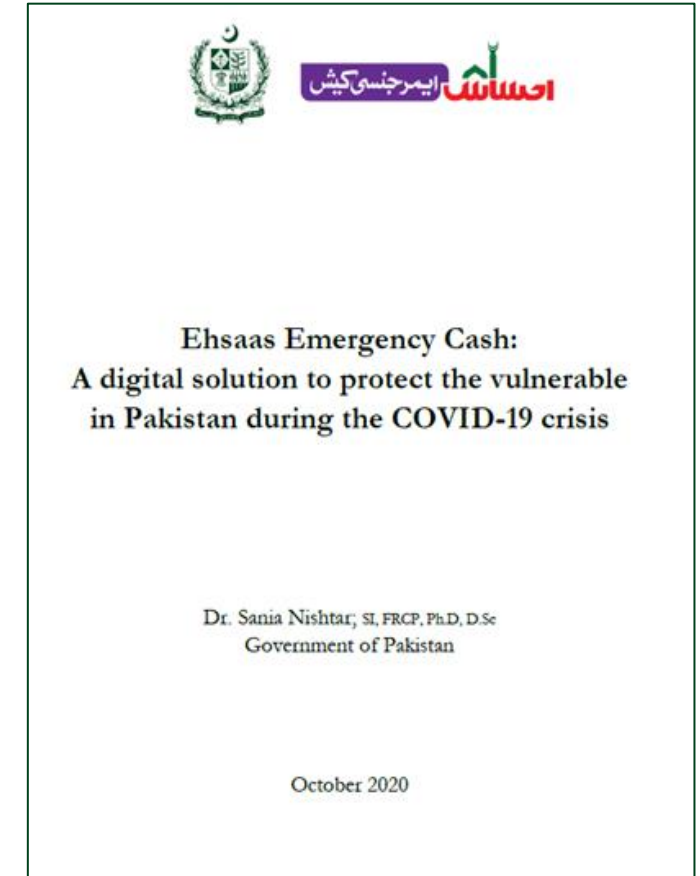 احساس ایمرجنسی کیش
Ehsaas Emergency Cash:
A digital solution to protect the vulnerable
in Pakistan during the COVID-19 crisis
Dr. Sania Nishtar; SI, FRCP, Ph.D, D.Sc
Government of Pakistan
October 2020